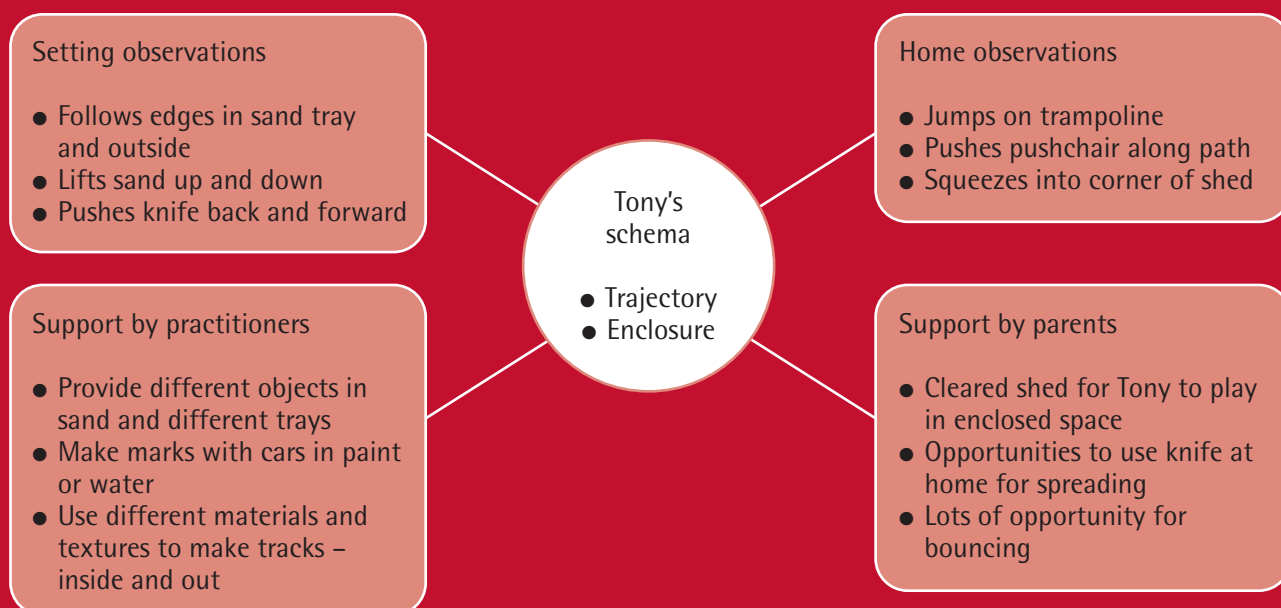 Setting observations
● Follows edges in sand tray
and outside
● Lifts sand up and down
● Pushes knife back and forward
Home observations
● Jumps on trampoline
● Pushes pushchair along path
● Squeezes into corner of shed
Tony's
schema
● Trajectory
● Enclosure
Support by practitioners
● Provide different objects in
sand and different trays
● Make marks with cars in paint
or water
● Use different materials and
textures to make tracks –
inside and out
Support by parents
● Cleared shed for Tony to play
in enclosed space
● Opportunities to use knife at
home for spreading
● Lots of opportunity for
bouncing